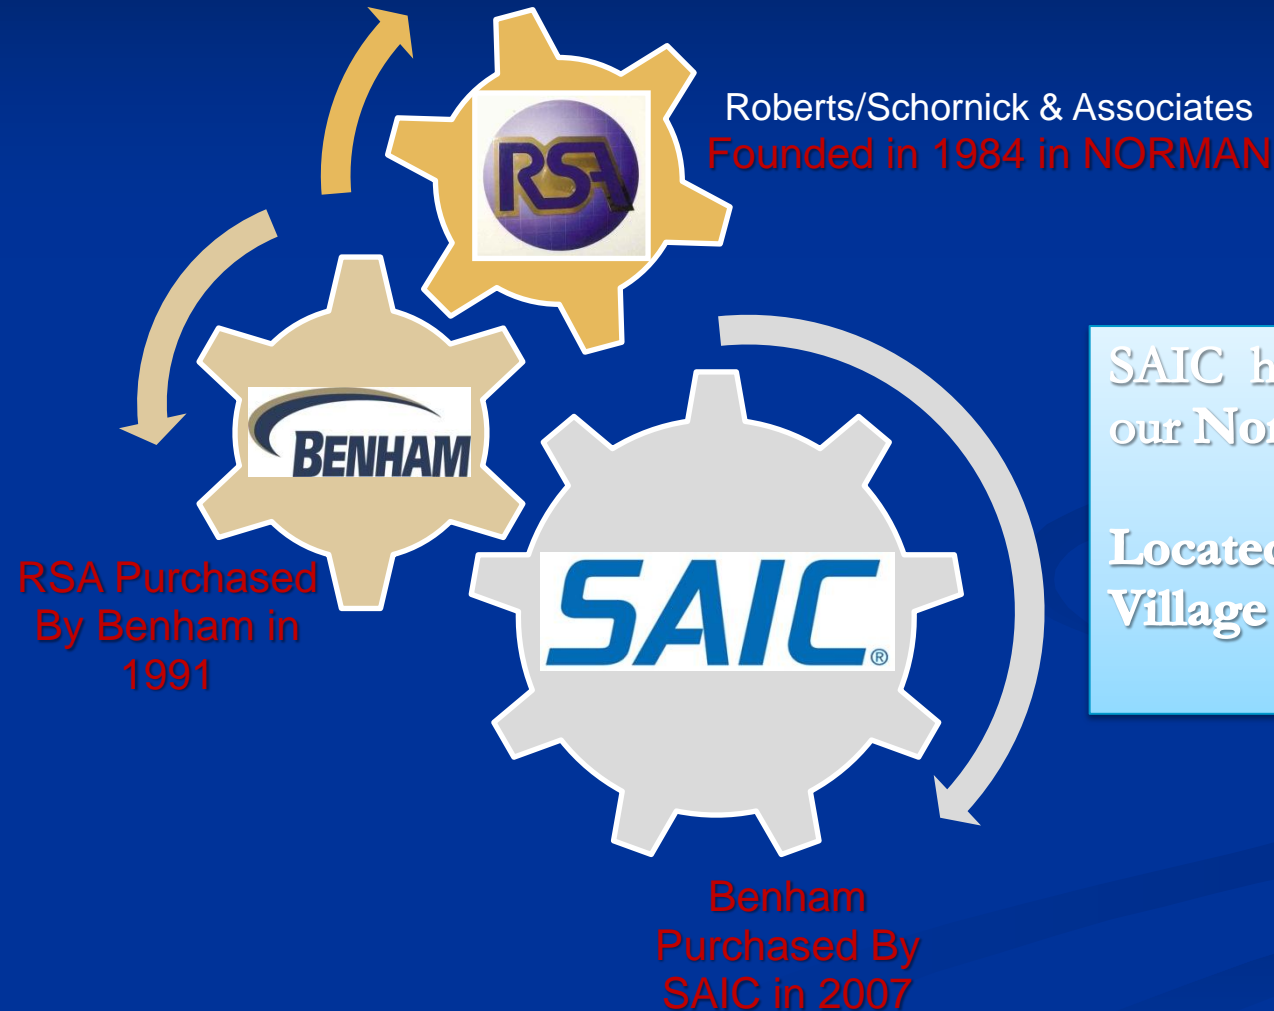 RSA
Roberts/Schornick & Associates
Founded in 1984 in NORMAN
BENHAM
RSA Purchased
By Benham in
1991
SAIC®
Benham
Purchased By
SAIC in 2007
SAIC
our
Located
Village